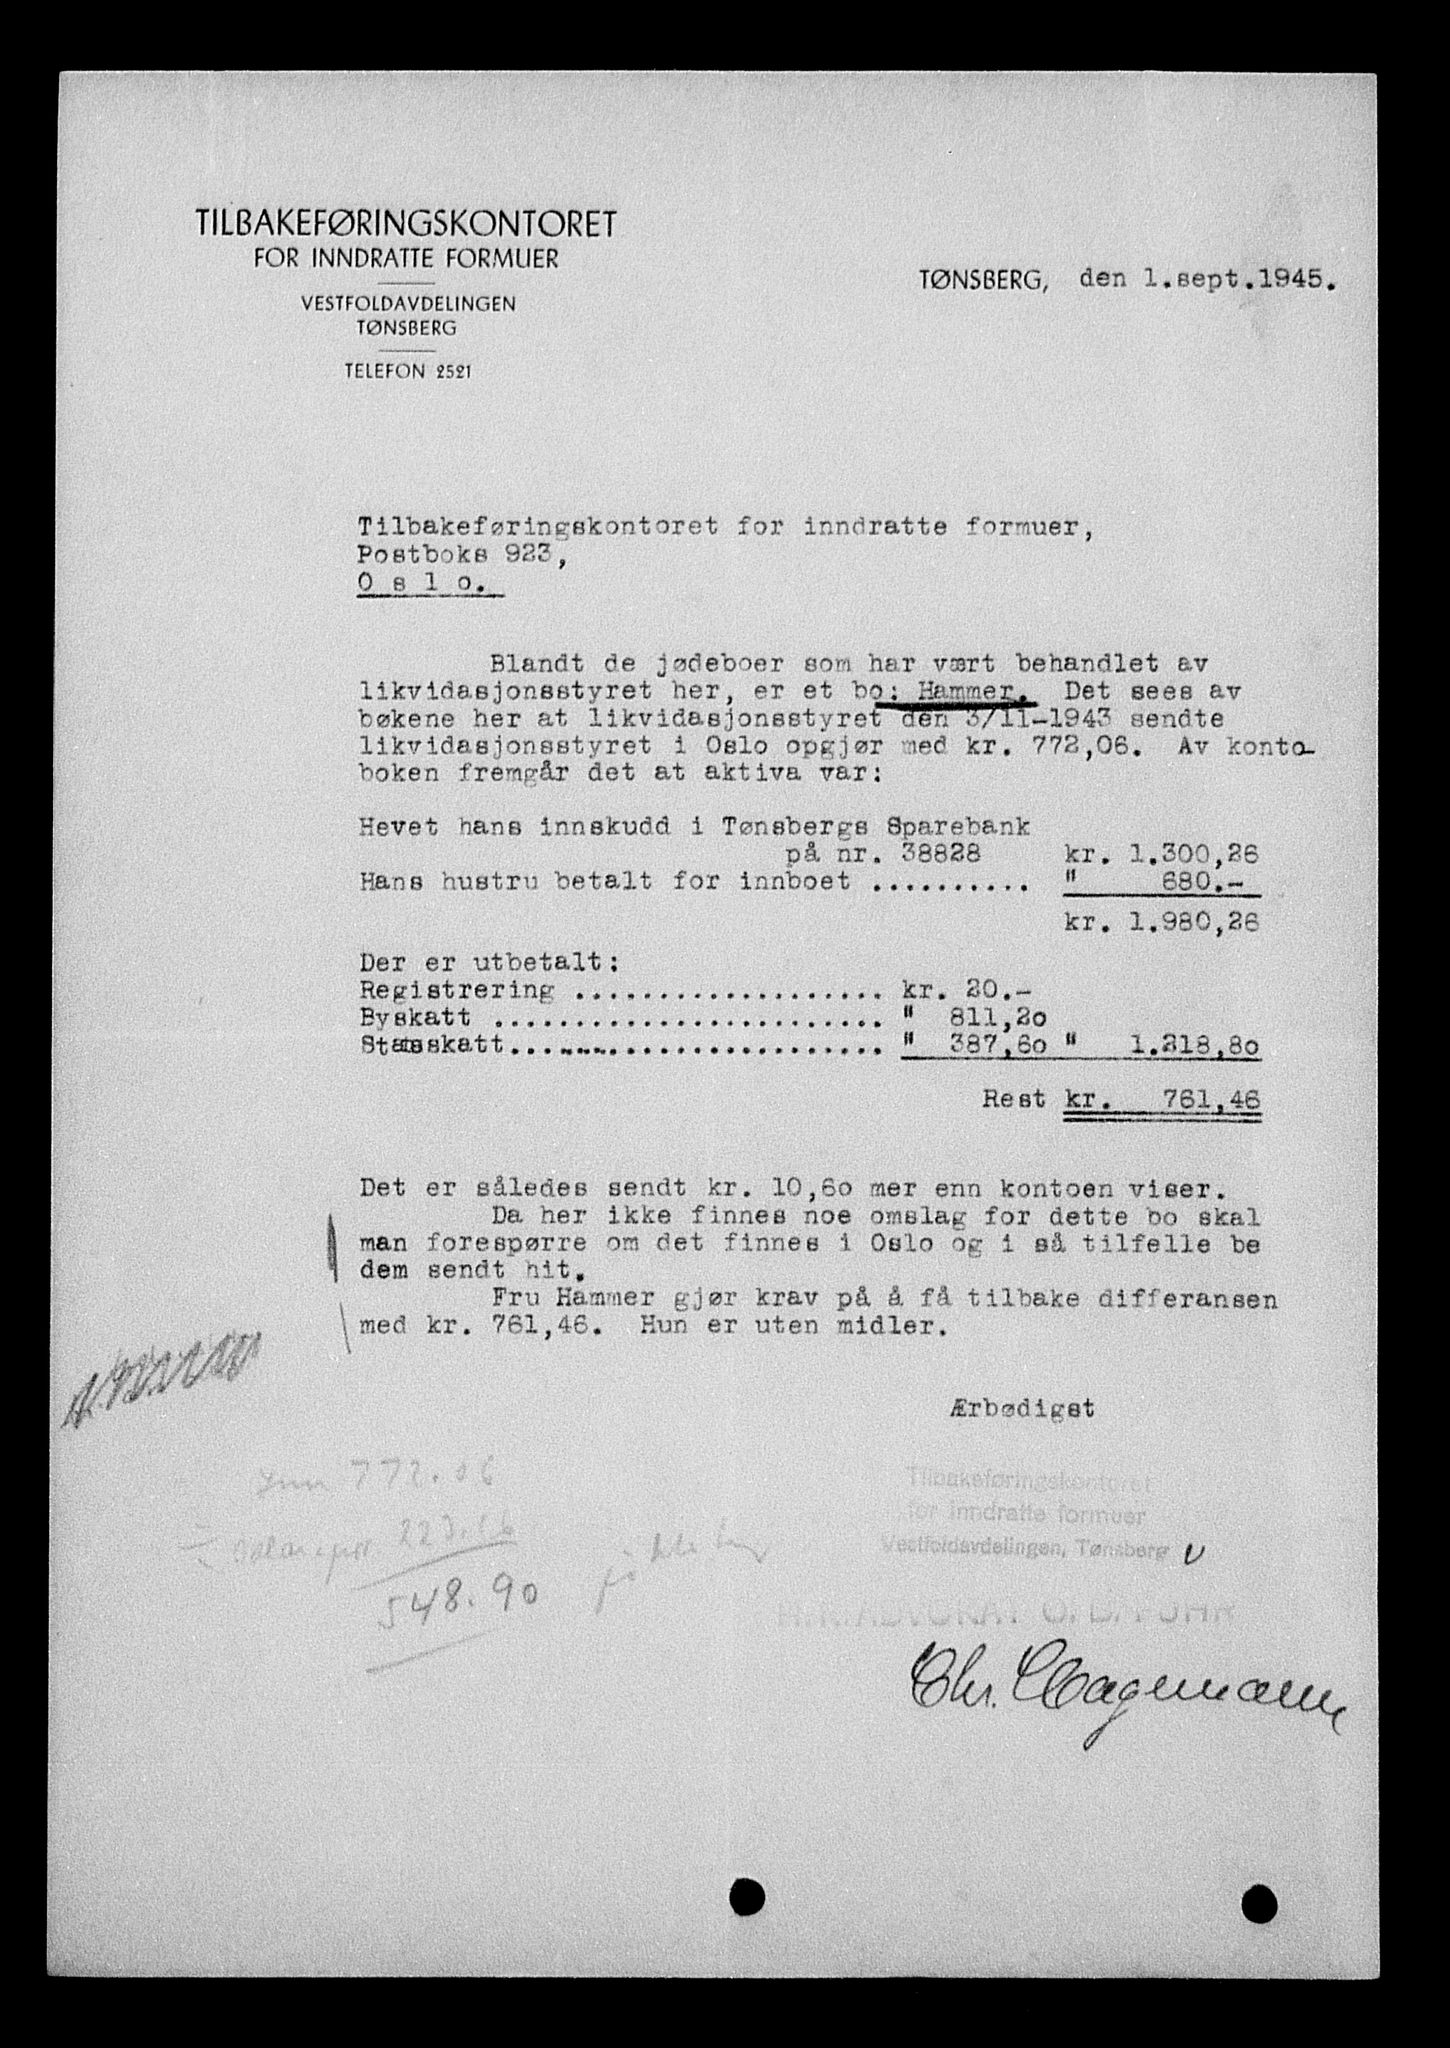 TILBAKEFØRINGSKONTORET
FOR INNDRATTE FORMUER
VESTFOLDAVDELINGEN
TØNSBERG
TELEFON 2521
TØNSBERG, den 1.sept.1945.
Tilbakeføringskontoret for inndratte formuer,
Postboks 923,
O s l o.
Blandt de jødeboer som har vært behandlet av
likvidasjonsstyret her, er et bo: Hammer. Det sees av
bøkene her at likvidasjonsstyret den 3/11-1943 sendte
likvidasjonsstyret i Oslo opgjør med kr. 772,06. Av konto-
boken fremgår det at aktiva var:
Hevet hans innskudd i Tønsbergs Sparebank
på nr. 38828 kr. 1.300,26
Hans hustru betalt for innboet .......... " 680.-
kr. 1.980,26
Der er utbetalt:
Registrering ................... kr. 20.-
Byskatt ........................ " 811,20
Statsskatt....................... " 387,60 " 1.218,80
Rest kr. 761,46
Det er således sendt kr. 10,60 mer enn kontoen viser.
Da her ikke finnes noe omslag for dette bo skal
man forespørre om det finnes i Oslo og i så tilfelle be
dem sendt hit.
Fru Hammer gjør krav på å få tilbake differansen
med kr. 761,46. Hun er uten midler.
Ærbødigst
772.06
223.16
548.90
Tilbakeføringskontoret
for inndratte formuer
Vestfoldavdelingen, Tønsberg
Chr. Hagemann